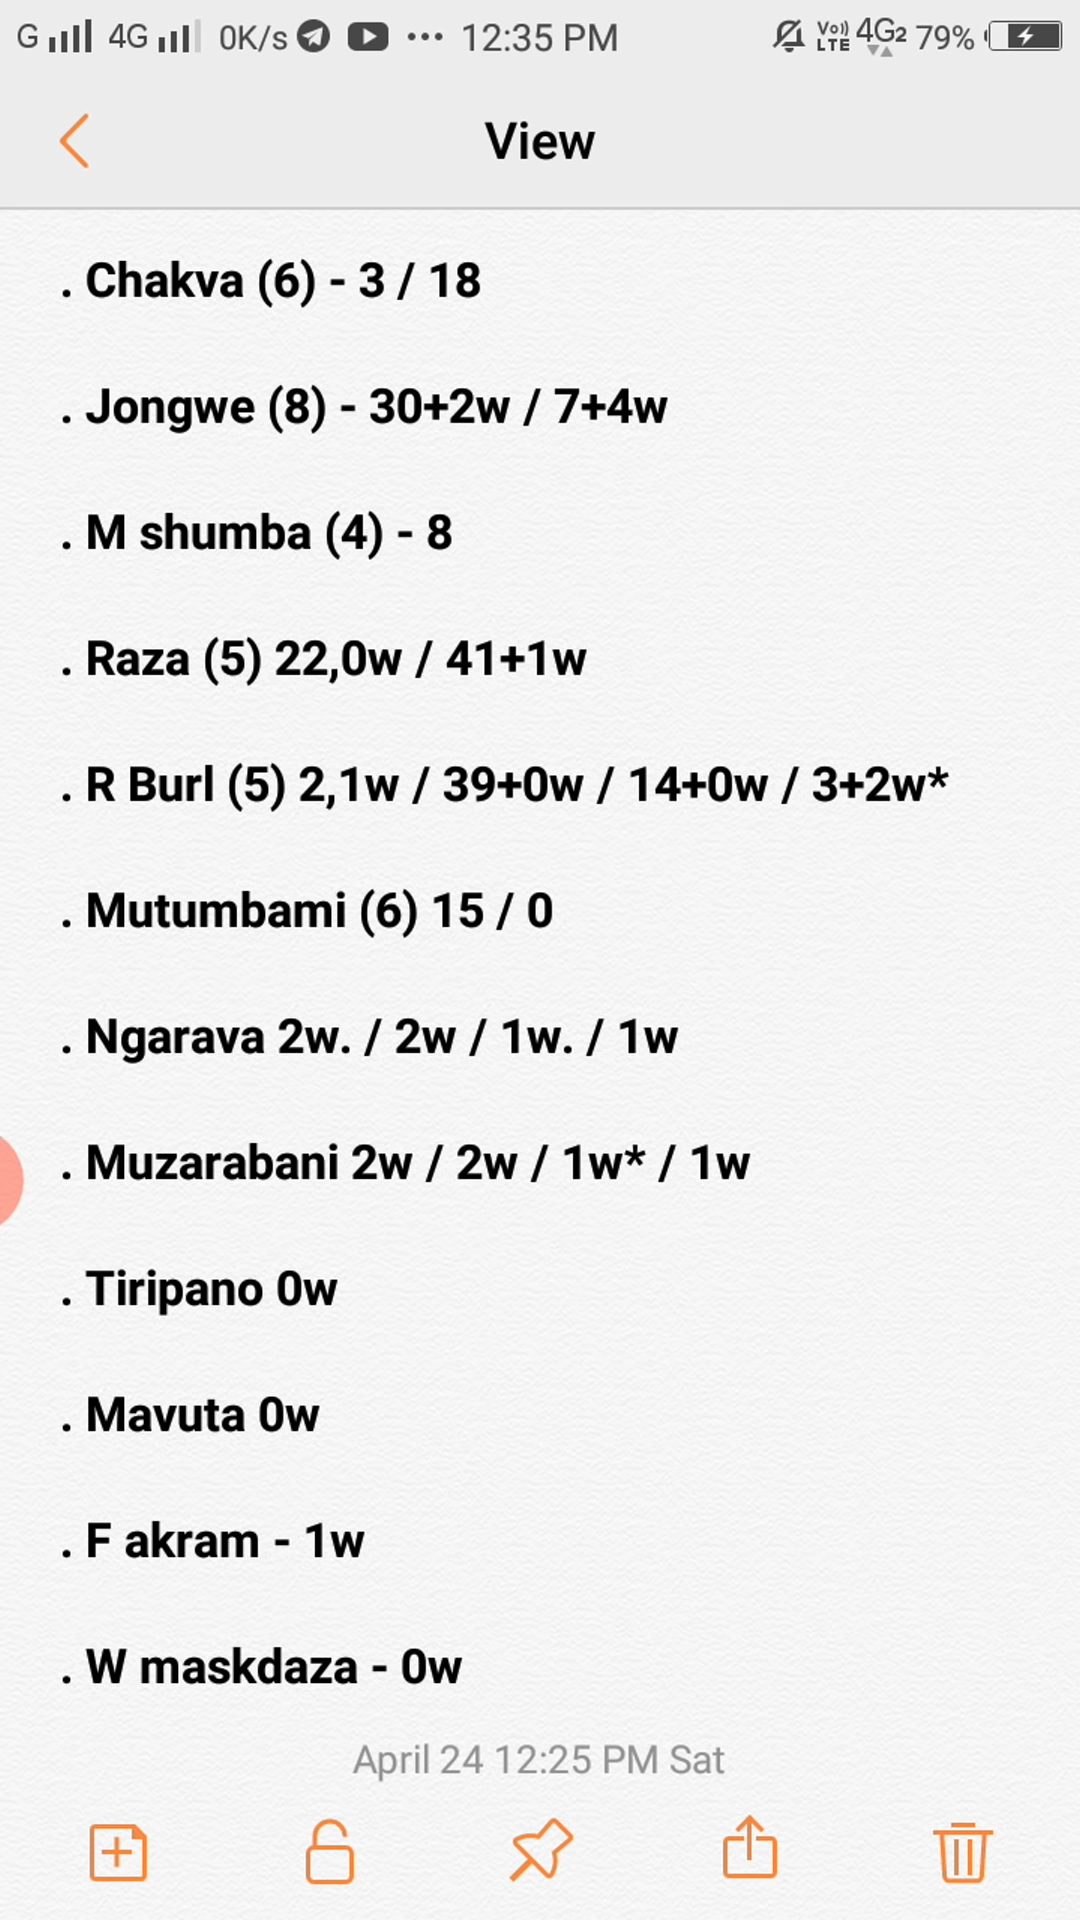 G 4G 0K/s ••• 12:35 PM Vo)) LTE 4G2 79%
View
. Chakva (6) - 3 / 18
. Jongwe (8) - 30+2w / 7+4w
. M shumba (4) - 8
. Raza (5) 22,0w / 41+1w
. R Burl (5) 2,1w / 39+0w / 14+0w / 3+2w*
. Mutumbami (6) 15 / 0
. Ngarava 2w. / 2w / 1w. / 1w
. Muzarabani 2w / 2w / 1w* / 1w
. Tiripano 0w
. Mavuta 0w
. F akram - 1w
. W maskdaza - 0w
April 24 12:25 PM Sat